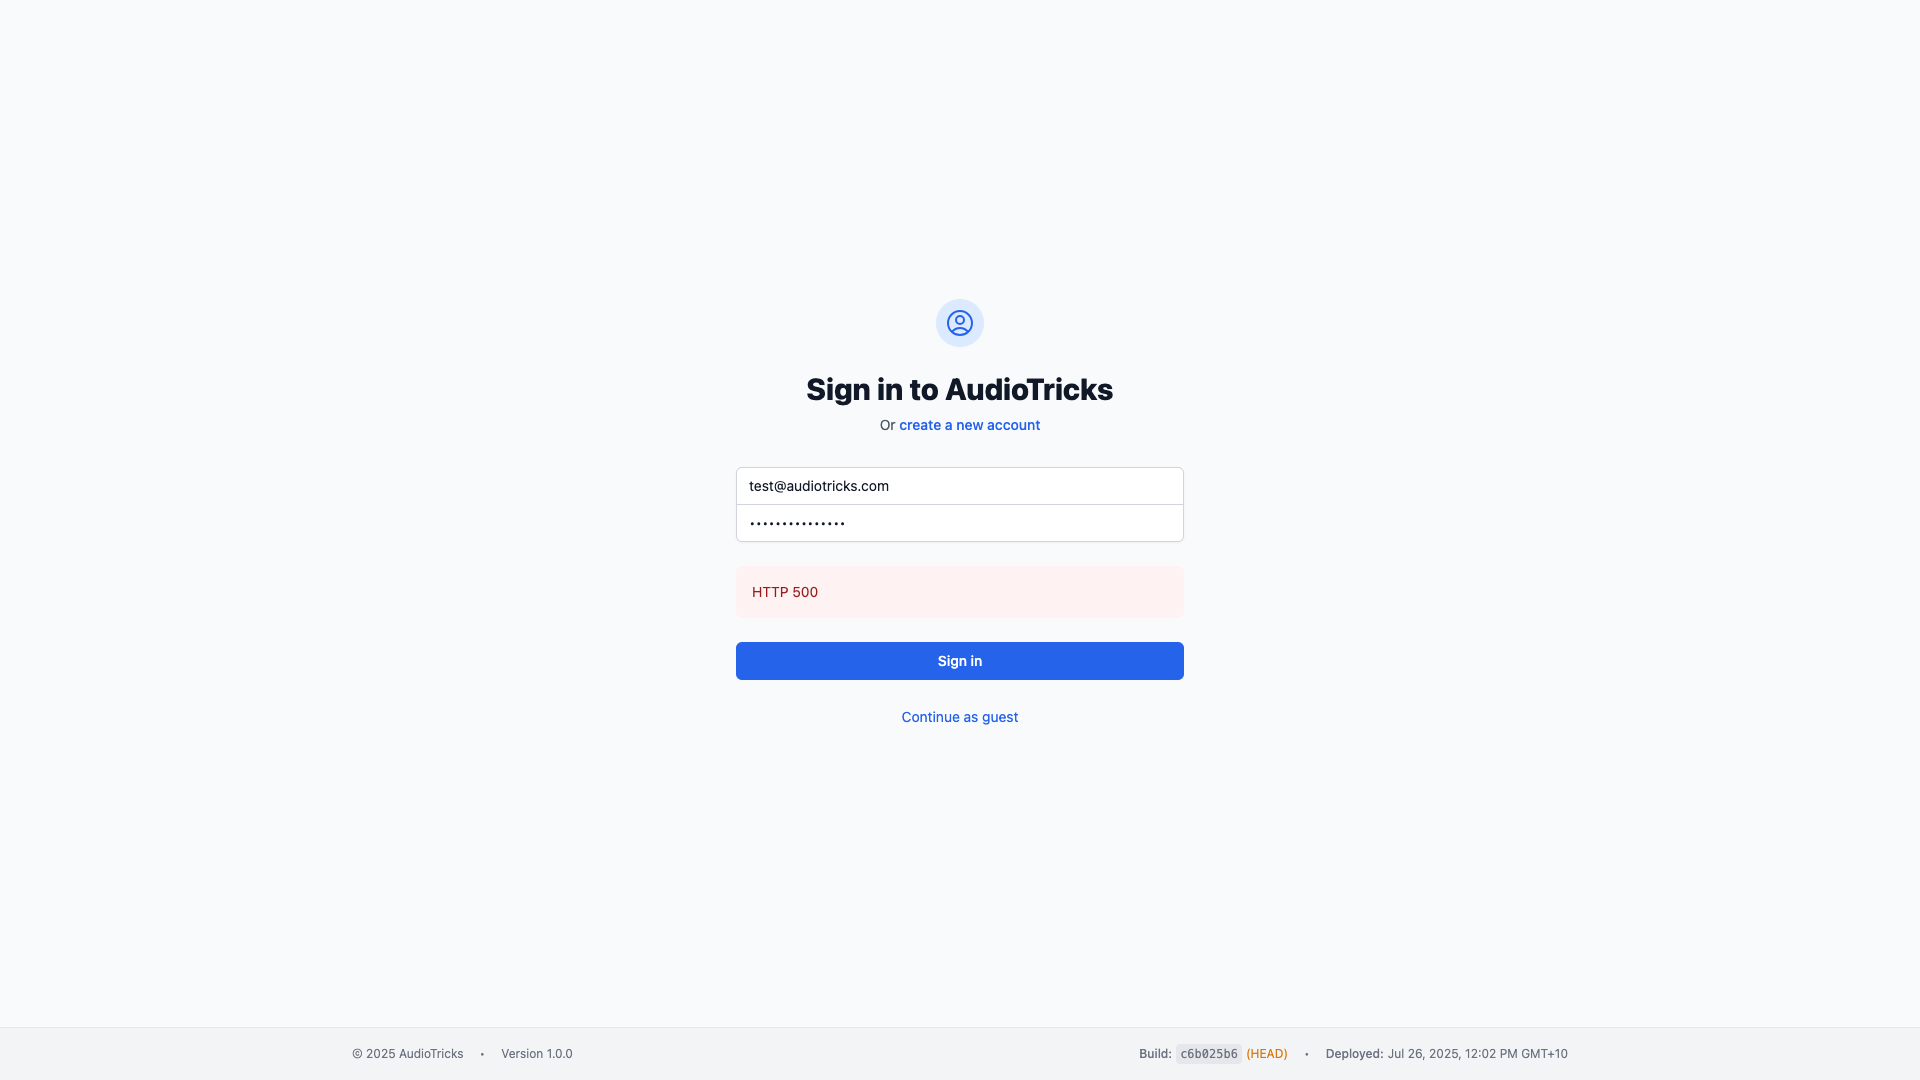 Sign in to AudioTricks
Or create a new account
test@audiotricks.com
•••••••••••••••
HTTP 500
Sign in
Continue as guest
© 2025 AudioTricks • Version 1.0.0
Build: c6b025b6 (HEAD) • Deployed: Jul 26, 2025, 12:02 PM GMT+10